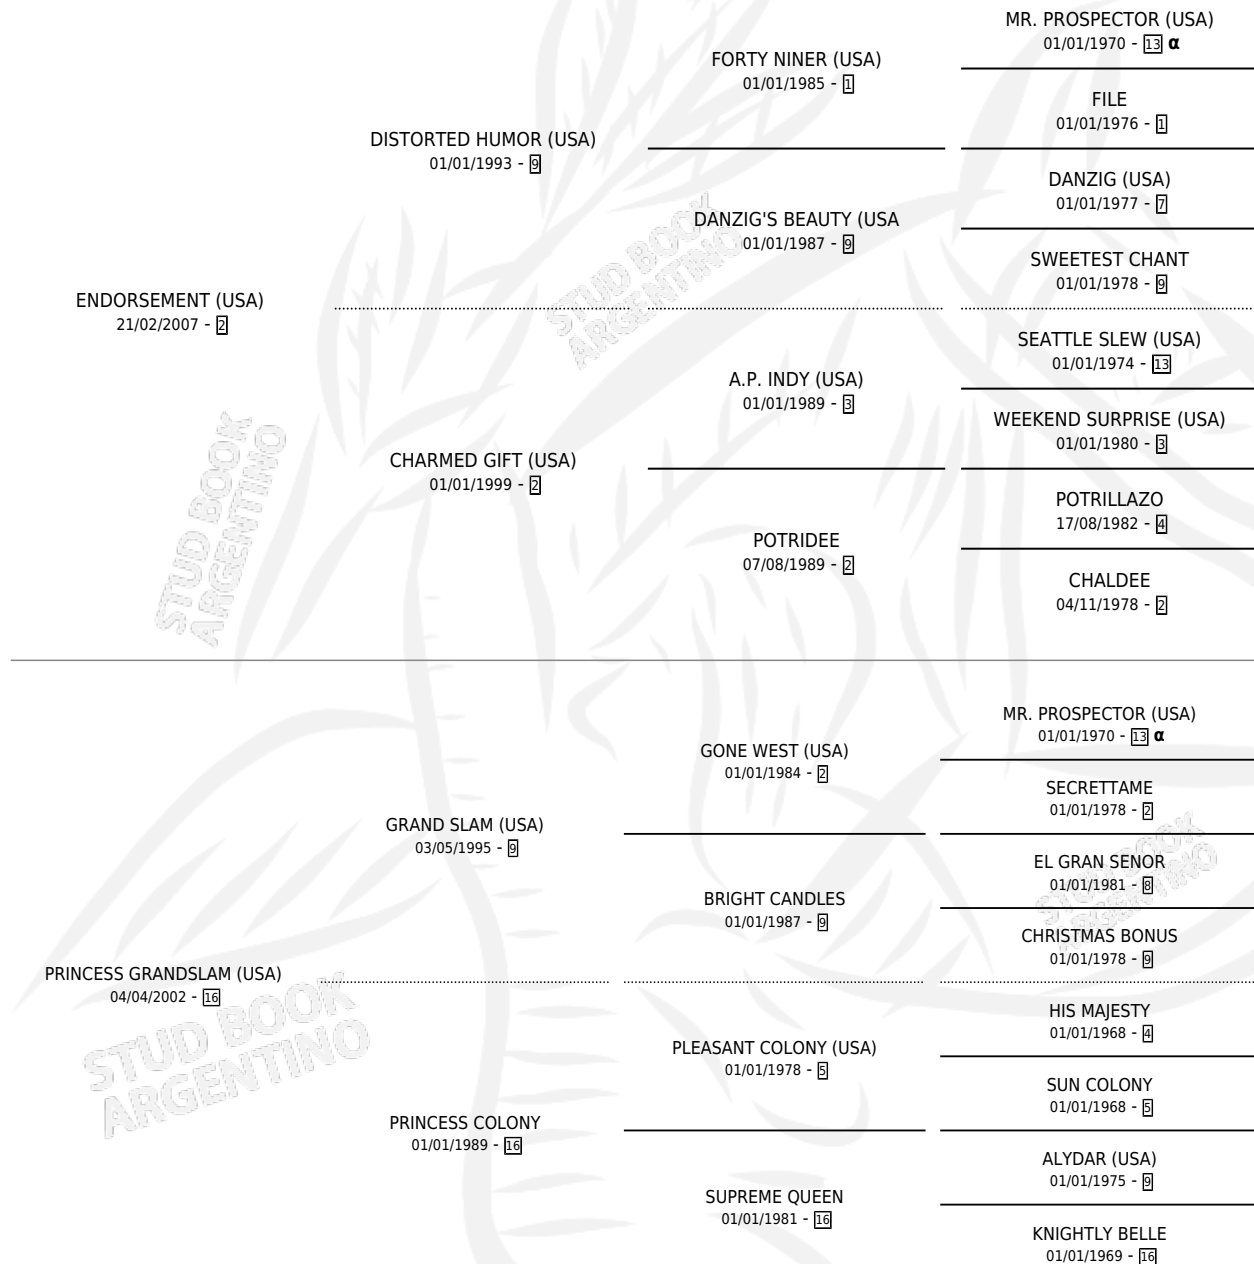 MR. PROSPECTOR (USA)
01/01/1970 - 13 α
FORTY NINER (USA)
01/01/1985 - 1
FILE
01/01/1976 - 1
DISTORTED HUMOR (USA)
01/01/1993 - 9
DANZIG (USA)
01/01/1977 - 7
DANZIG'S BEAUTY (USA
01/01/1987 - 9
SWEETEST CHANT
01/01/1978 - 9
ENDORSEMENT (USA)
21/02/2007 - 2
SEATTLE SLEW (USA)
01/01/1974 - 13
A.P. INDY (USA)
01/01/1989 - 3
WEEKEND SURPRISE (USA)
01/01/1980 - 3
CHARMED GIFT (USA)
01/01/1999 - 2
POTRILLAZO
17/08/1982 - 4
POTRIDEE
07/08/1989 - 2
CHALDEE
04/11/1978 - 2
MR. PROSPECTOR (USA)
01/01/1970 - 13 α
GONE WEST (USA)
01/01/1984 - 2
SECRETTAME
01/01/1978 - 2
GRAND SLAM (USA)
03/05/1995 - 9
EL GRAN SENOR
01/01/1981 - 8
BRIGHT CANDLES
01/01/1987 - 9
CHRISTMAS BONUS
01/01/1978 - 9
PRINCESS GRANDSLAM (USA)
04/04/2002 - 16
HIS MAJESTY
01/01/1968 - 4
PLEASANT COLONY (USA)
01/01/1978 - 5
SUN COLONY
01/01/1968 - 5
PRINCESS COLONY
01/01/1989 - 16
ALYDAR (USA)
01/01/1975 - 9
SUPREME QUEEN
01/01/1981 - 16
KNIGHTLY BELLE
01/01/1969 - 16
STUD BOOK
ARGENTINO
STUD BOOK
ARGENTINO
STUD BOOK
ARGENTINO
STUD BOOK
ARGENTINO